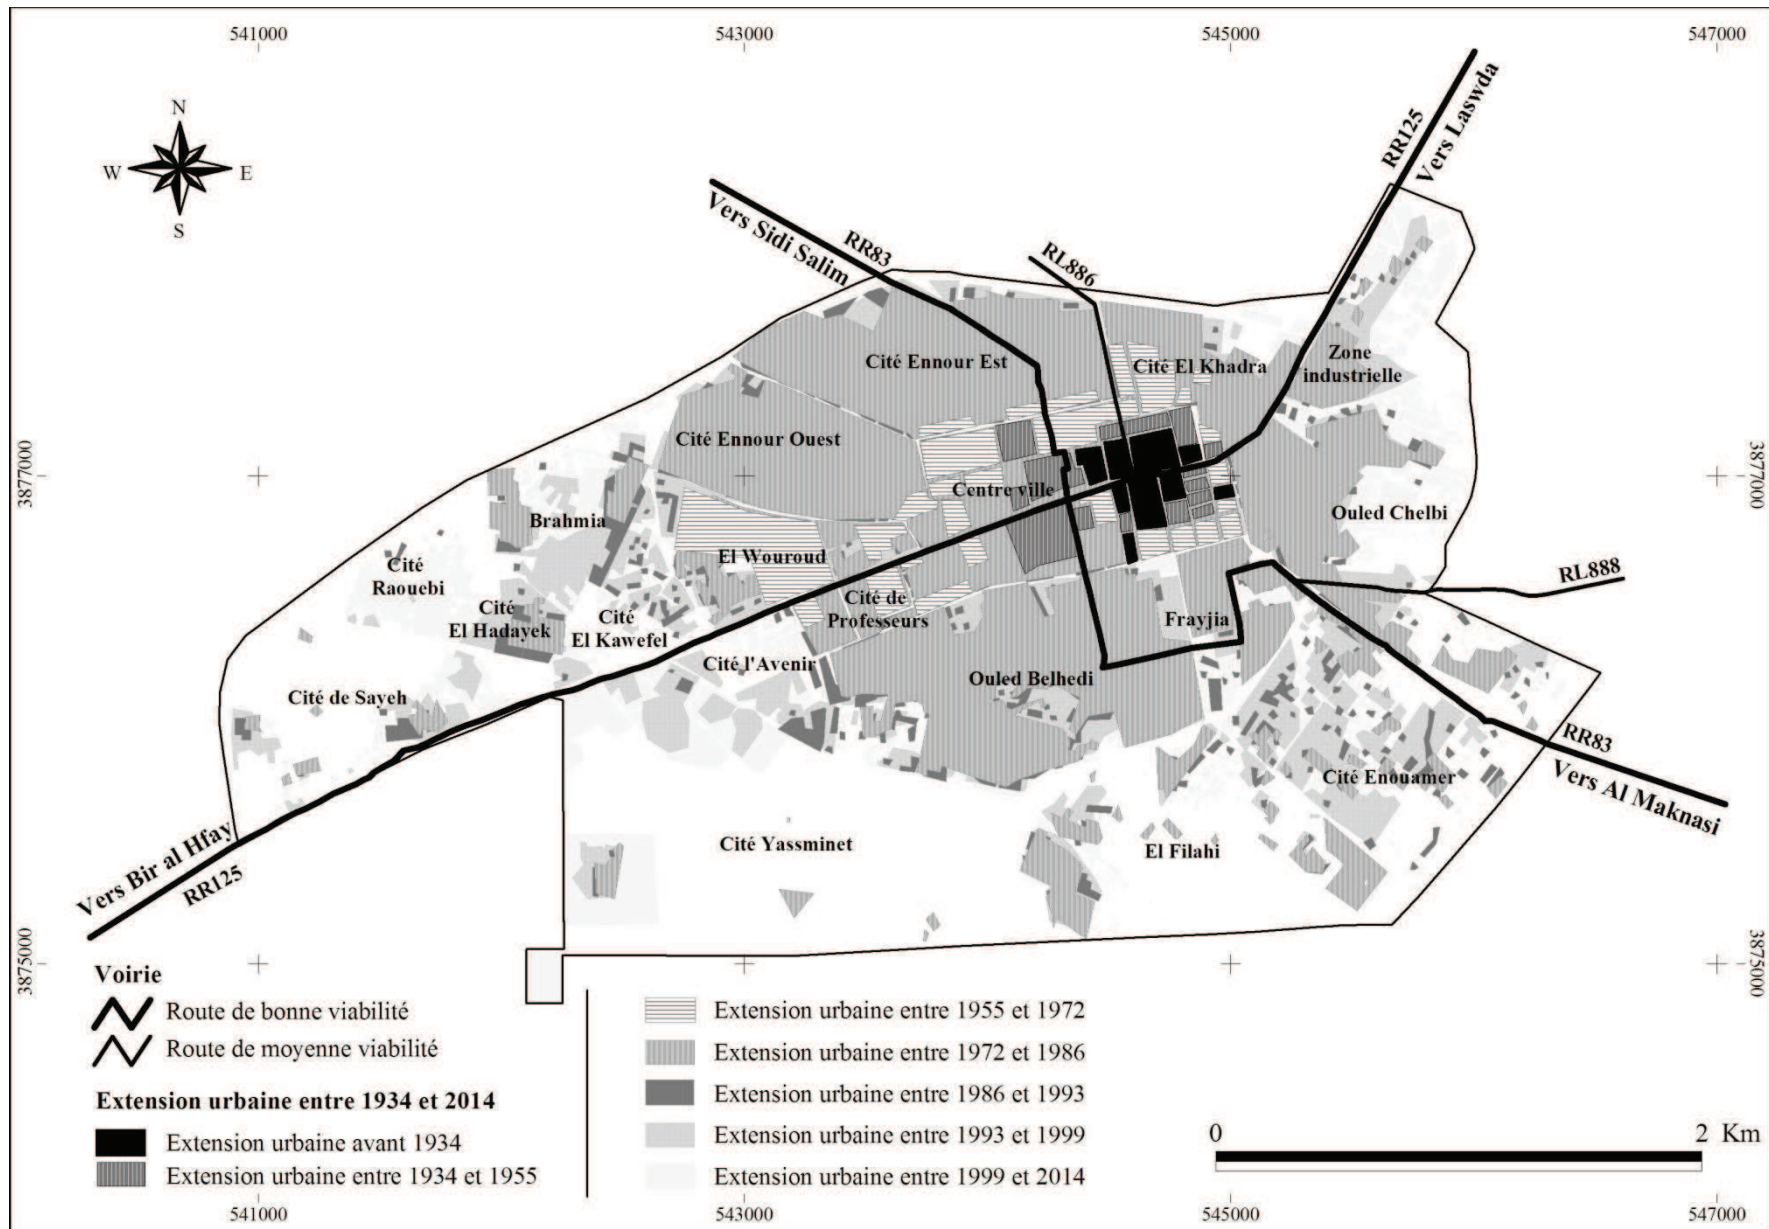 541000
543000
545000
547000
N
W
E
S
RR125
Vers Laswda
Vers Sidi Salim
RR83
RL886
Cité Ennour Est
Cité El Khadra
Zone
industrielle
Cité Ennour Ouest
3877000
3877000
Centre ville
Brahmia
Ouled Chelbi
El Wouroud
Cité
Raouebi
RL888
Cité
El Hadayek
Cité
El Kawefel
Cité de
Professeurs
Frayjia
Cité l'Avenir
Ouled Belhedi
Cité de Sayeh
RR83
Cité Enouamer
Vers Al Maknasi
Cité Yassminet
El Filahi
Vers Bir al Hfay
RR125
3875000
3875000
Voirie
Route de bonne viabilité
Route de moyenne viabilité
Extension urbaine entre 1934 et 2014
Extension urbaine avant 1934
Extension urbaine entre 1934 et 1955
Extension urbaine entre 1955 et 1972
Extension urbaine entre 1972 et 1986
Extension urbaine entre 1986 et 1993
Extension urbaine entre 1993 et 1999
Extension urbaine entre 1999 et 2014
0
2 Km
541000
543000
545000
547000